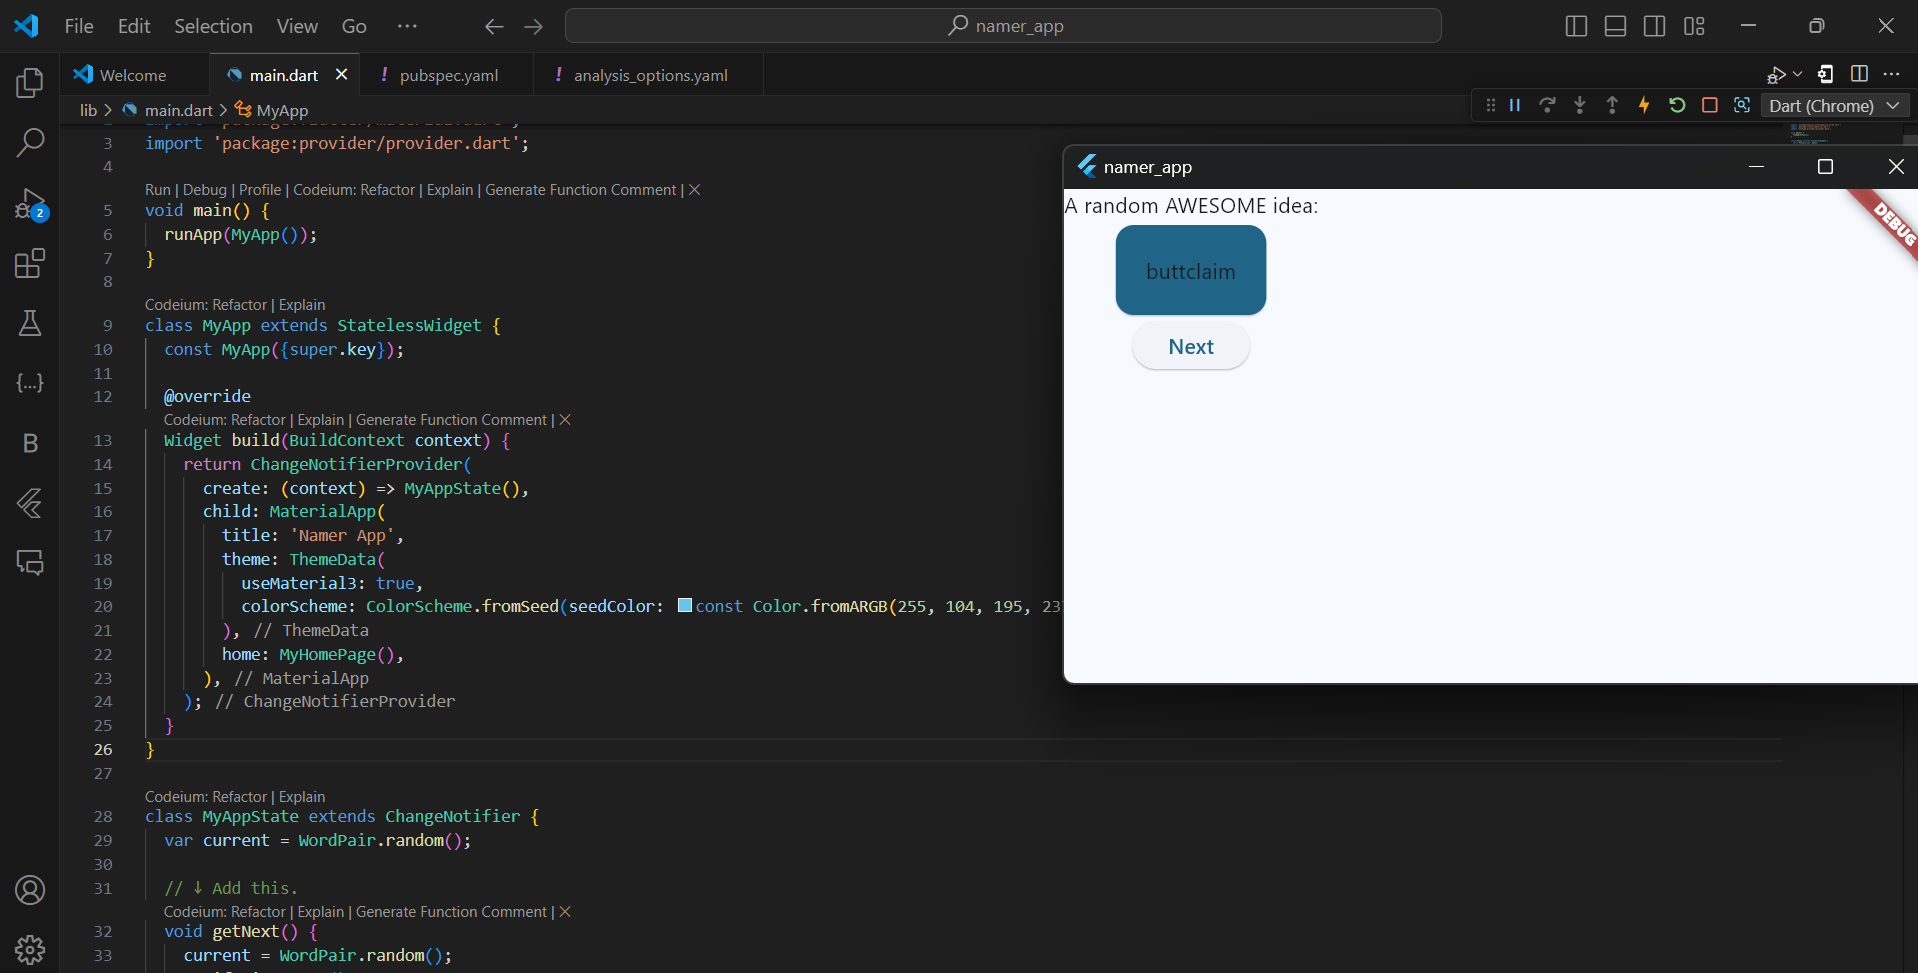 File Edit Selection View Go ··· namer_app
Welcome main.dart pubspec.yaml analysis_options.yaml
lib > main.dart > MyApp
Dart (Chrome)
3 import 'package:provider/provider.dart';
4
Run | Debug | Profile | Codeium: Refactor | Explain | Generate Function Comment | ×
5 void main() {
6 runApp(MyApp());
7 }
8
Codeium: Refactor | Explain
9 class MyApp extends StatelessWidget {
10 const MyApp({super.key});
11
12 @override
Codeium: Refactor | Explain | Generate Function Comment | ×
13 Widget build(BuildContext context) {
14 return ChangeNotifierProvider(
15 create: (context) => MyAppState(),
16 child: MaterialApp(
17 title: 'Namer App',
18 theme: ThemeData(
19 useMaterial3: true,
20 colorScheme: ColorScheme.fromSeed(seedColor: const Color.fromARGB(255, 104, 195, 23
21 ), // ThemeData
22 home: MyHomePage(),
23 ), // MaterialApp
24 ); // ChangeNotifierProvider
25 }
26 }
27
Codeium: Refactor | Explain
28 class MyAppState extends ChangeNotifier {
29 var current = WordPair.random();
30
31 // ↓ Add this.
Codeium: Refactor | Explain | Generate Function Comment | ×
32 void getNext() {
33 current = WordPair.random();
2
B
namer_app
A random AWESOME idea:
DEBUG
buttclaim
Next